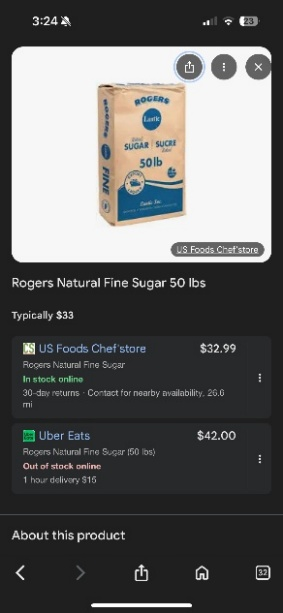 3:24
23
ROGERS
Lantic
SUGAR SUCRE
50 lb
ROGERS
FINE
US Foods Chef'store
Rogers Natural Fine Sugar 50 lbs
Typically $33
CS US Foods Chef'store $32.99
Rogers Natural Fine Sugar
In stock online
30-day returns · Contact for nearby availability, 26.6
mi
Uber Eats $42.00
Rogers Natural Fine Sugar (50 lbs)
Out of stock online
1 hour delivery $15
About this product
32